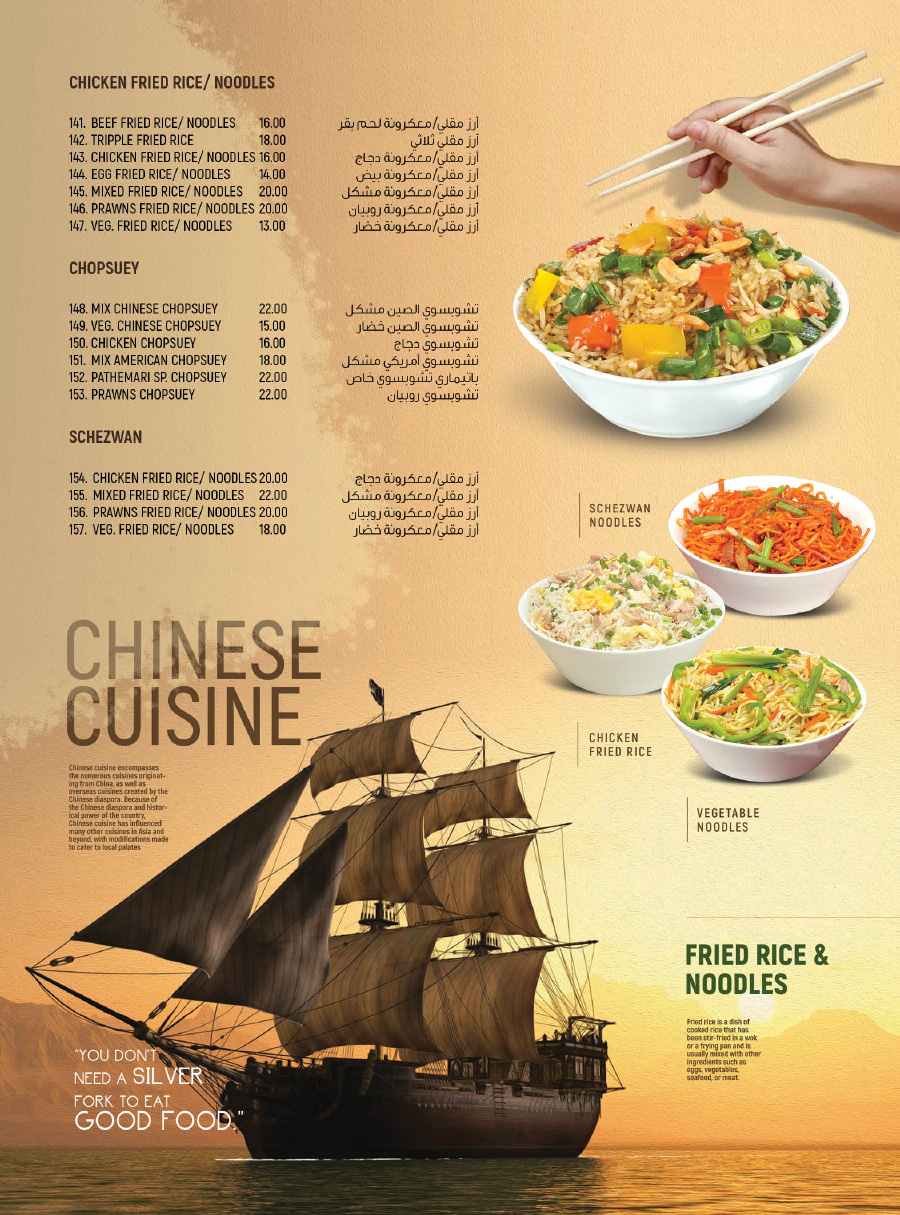 CHICKEN FRIED RICE/ NOODLES
141. BEEF FRIED RICE/ NOODLES 16.00 أرز مقلي/معكرونة لحم بقر
142. TRIPPLE FRIED RICE 18.00 أرز مقلي ثلاثي
143. CHICKEN FRIED RICE/ NOODLES 16.00 أرز مقلي/معكرونة دجاج
144. EGG FRIED RICE/ NOODLES 14.00 أرز مقلي/معكرونة بيض
145. MIXED FRIED RICE/ NOODLES 20.00 أرز مقلي/معكرونة مشكل
146. PRAWNS FRIED RICE/ NOODLES 20.00 أرز مقلي/معكرونة روبيان
147. VEG. FRIED RICE/ NOODLES 13.00 أرز مقلي/معكرونة خضار
CHOPSUEY
148. MIX CHINESE CHOPSUEY 22.00 تشوبسوي الصين مشكل
149. VEG. CHINESE CHOPSUEY 15.00 تشوبسوي الصين خضار
150. CHICKEN CHOPSUEY 16.00 تشوبسوي دجاج
151. MIX AMERICAN CHOPSUEY 18.00 تشوبسوي أمريكي مشكل
152. PATHEMARI SP. CHOPSUEY 22.00 باتيماري تشوبسوي خاص
153. PRAWNS CHOPSUEY 22.00 تشوبسوي روبيان
SCHEZWAN
154. CHICKEN FRIED RICE/ NOODLES 20.00 أرز مقلي/معكرونة دجاج
155. MIXED FRIED RICE/ NOODLES 22.00 أرز مقلي/معكرونة مشكل
156. PRAWNS FRIED RICE/ NOODLES 20.00 أرز مقلي/معكرونة روبيان
157. VEG. FRIED RICE/ NOODLES 18.00 أرز مقلي/معكرونة خضار
SCHEZWAN
NOODLES
CHICKEN
FRIED RICE
VEGETABLE
NOODLES
CHINESE
CUISINE
Chinese cuisine encompasses
the numerous cuisines originat-
ing from China, as well as
overseas cuisines created by the
Chinese diaspora. Because of
the Chinese diaspora and histor-
ical power of the country,
Chinese cuisine has influenced
many other cuisines in Asia and
beyond, with modifications made
to cater to local palates
FRIED RICE &
NOODLES
Fried rice is a dish of
cooked rice that has
been stir-fried in a wok
or a frying pan and is
usually mixed with other
ingredients such as
eggs, vegetables,
seafood, or meat.
"YOU DON'T
NEED A SILVER
FORK TO EAT
GOOD FOOD."